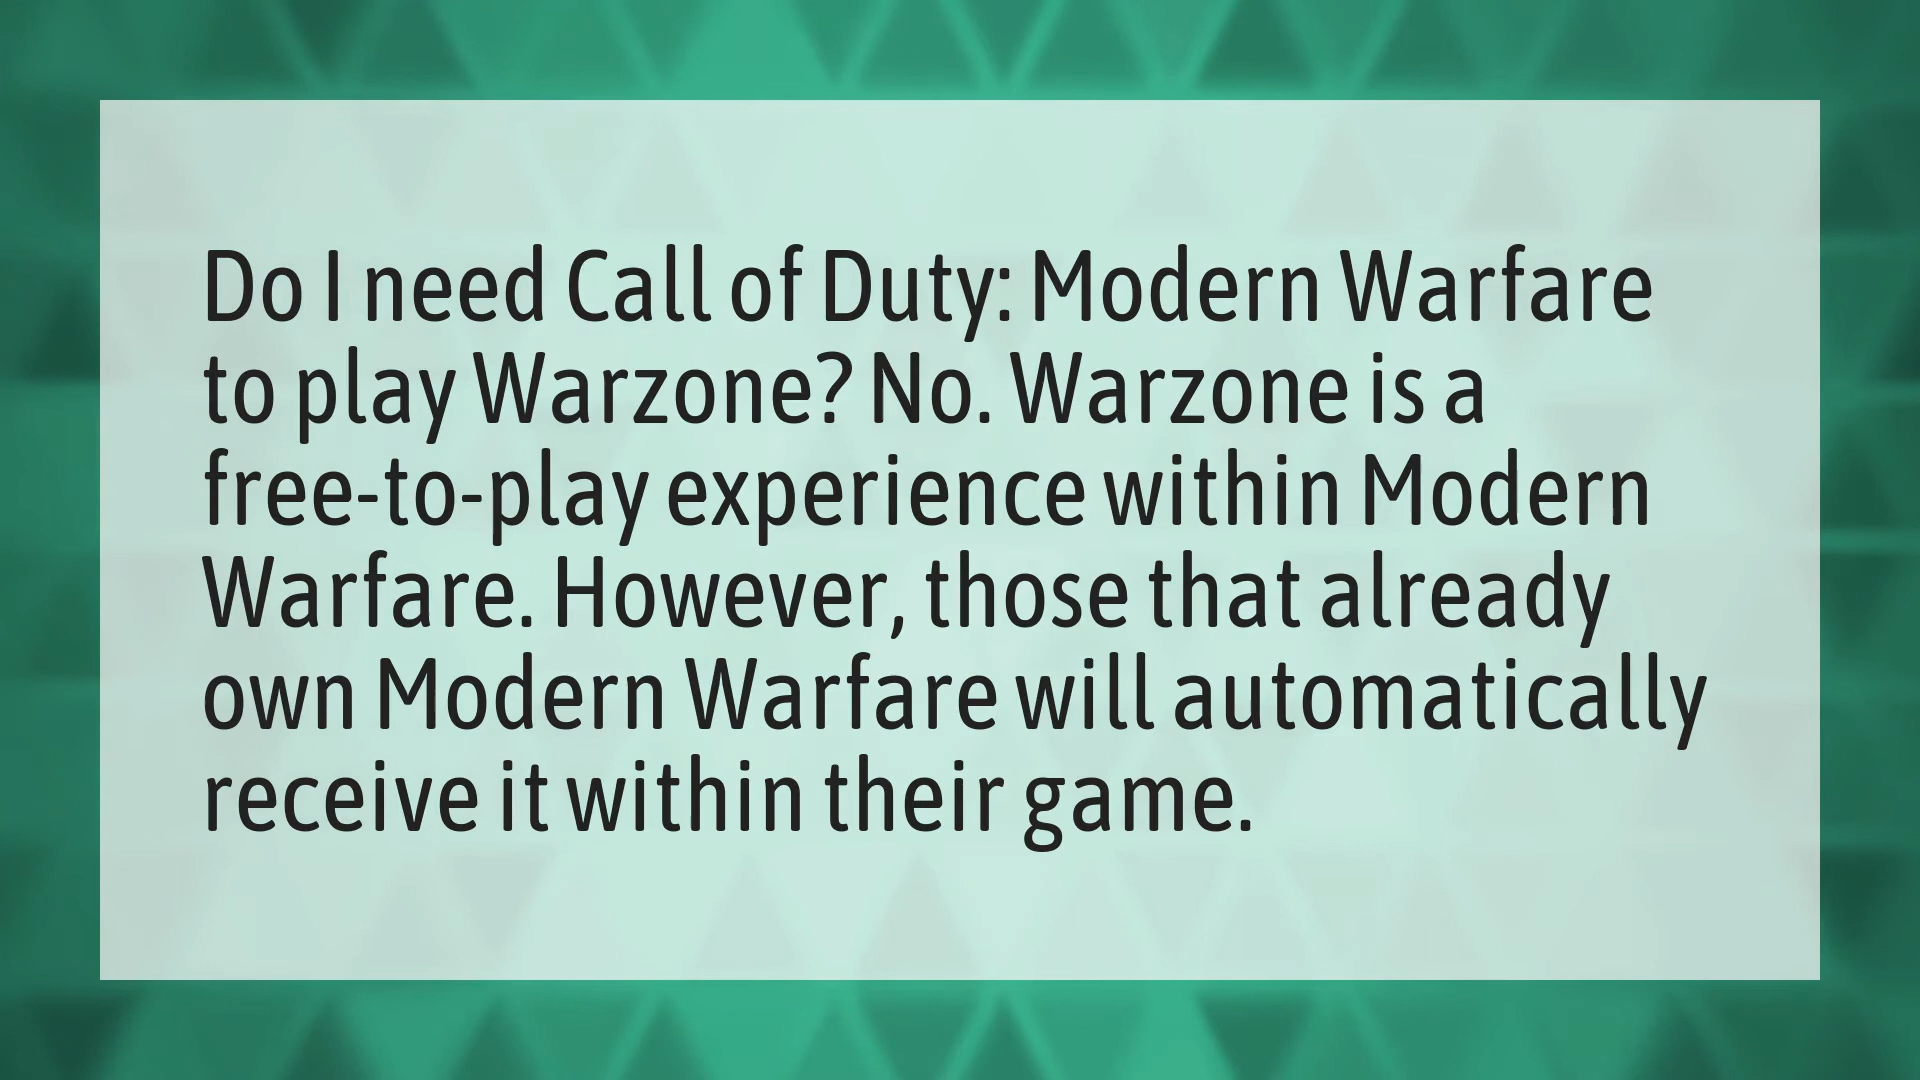 Do I need Call of Duty: Modern Warfare
to play Warzone? No. Warzone is a
free-to-play experience within Modern
Warfare. However, those that already
own Modern Warfare will automatically
receive it within their game.